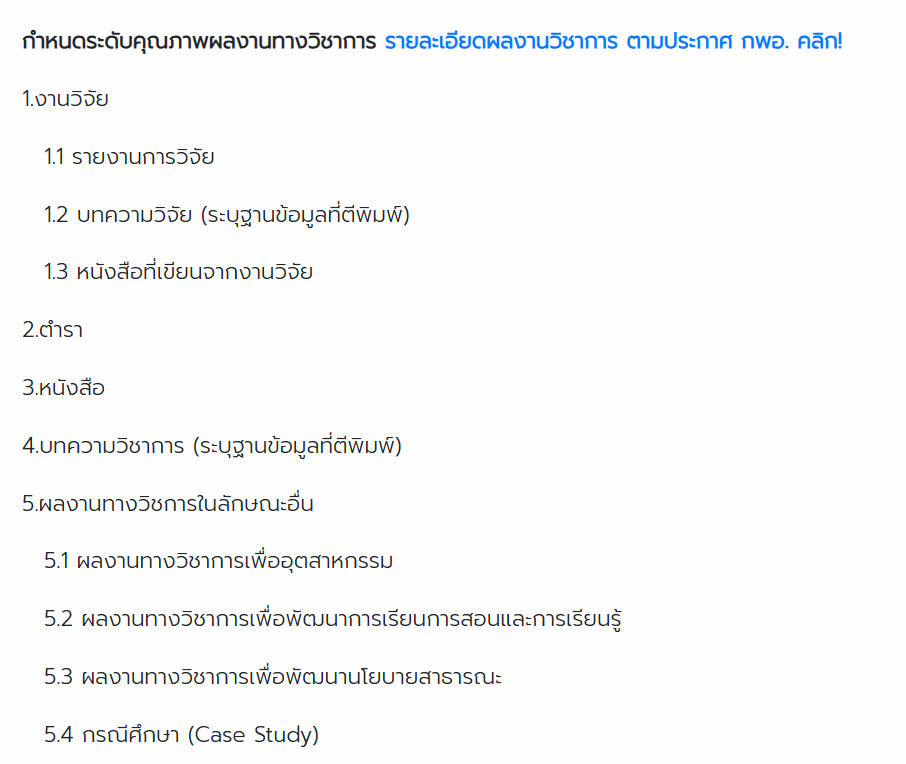 กำหนดระดับคุณภาพผลงานทางวิชาการ รายละเอียดผลงานวิชาการ ตามประกาศ กพอ. คลิก!
1.งานวิจัย
1.1 รายงานการวิจัย
1.2 บทความวิจัย (ระบุฐานข้อมูลที่ตีพิมพ์)
1.3 หนังสือที่เขียนจากงานวิจัย
2.ตำรา
3.หนังสือ
4.บทความวิชาการ (ระบุฐานข้อมูลที่ตีพิมพ์)
5.ผลงานทางวิชการในลักษณะอื่น
5.1 ผลงานทางวิชาการเพื่ออุตสาหกรรม
5.2 ผลงานทางวิชาการเพื่อพัฒนาการเรียนการสอนและการเรียนรู้
5.3 ผลงานทางวิชาการเพื่อพัฒนานโยบายสาธารณะ
5.4 กรณีศึกษา (Case Study)